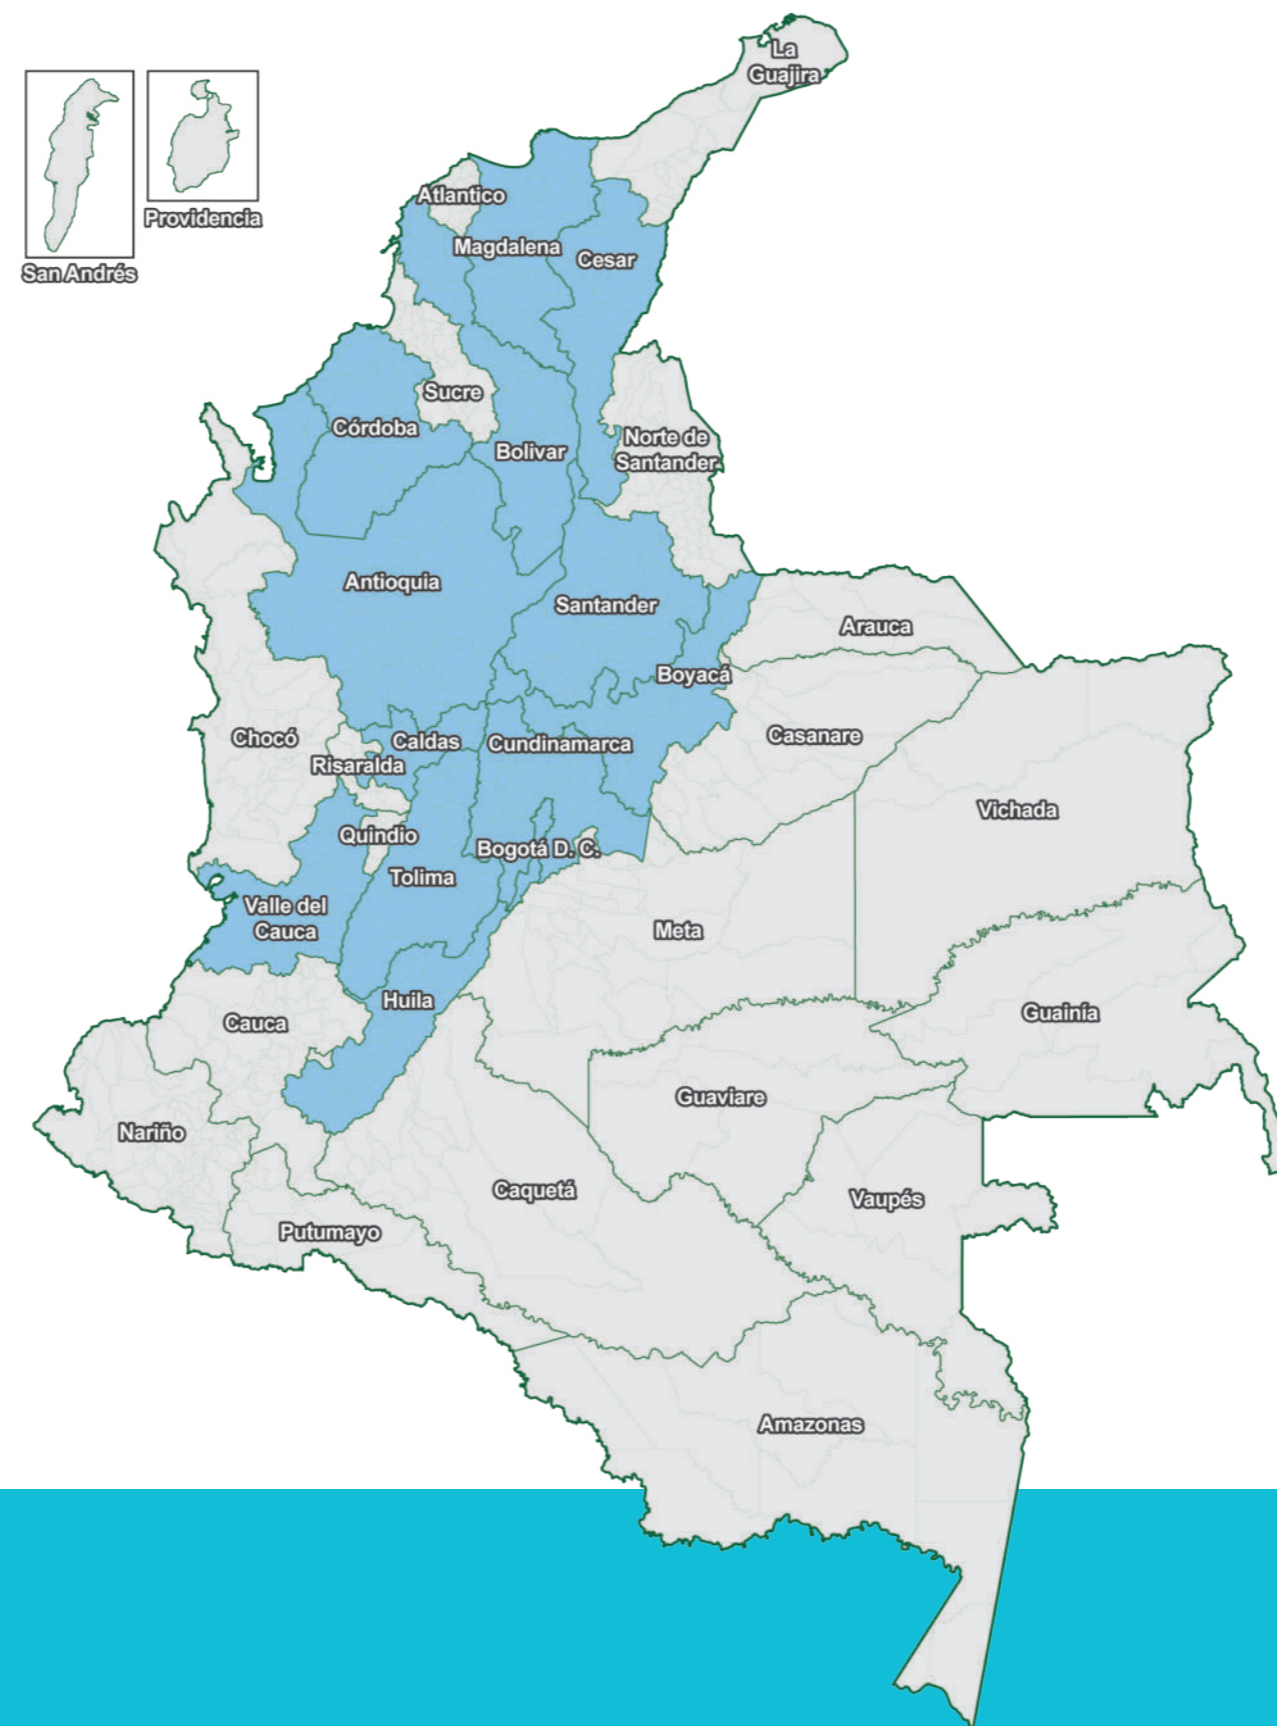 La
Guajira
Atlantico
Providencia
Magdalena
Cesar
San Andrés
Sucre
Córdoba
Norte de
Santander
Bolivar
Antioquia
Santander
Arauca
Boyacá
Chocó
Caldas
Cundinamarca
Casanare
Risaralda
Vichada
Quindio
Bogotá D. C.
Tolima
Valle del
Cauca
Meta
Huila
Cauca
Guainía
Guaviare
Nariño
Caquetá
Vaupés
Putumayo
Amazonas